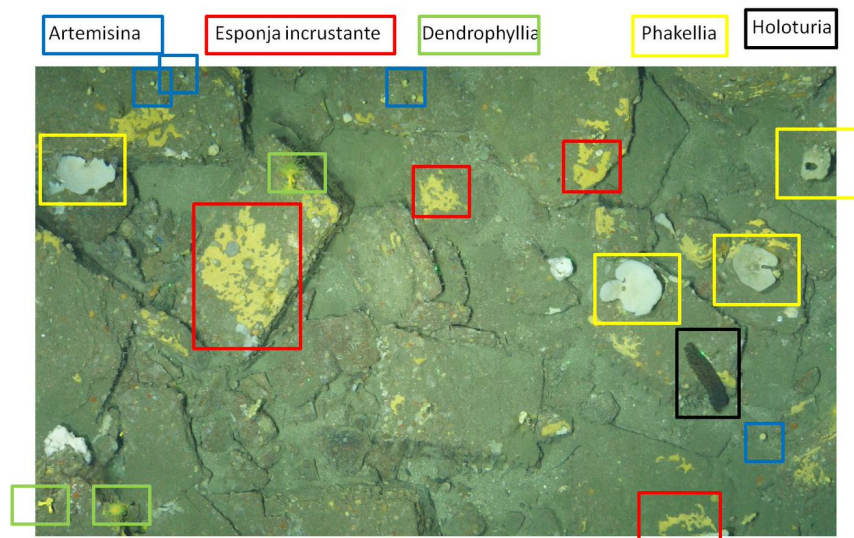 Artemisina
Esponja incrustante
Dendrophyllia
Phakellia
Holoturia